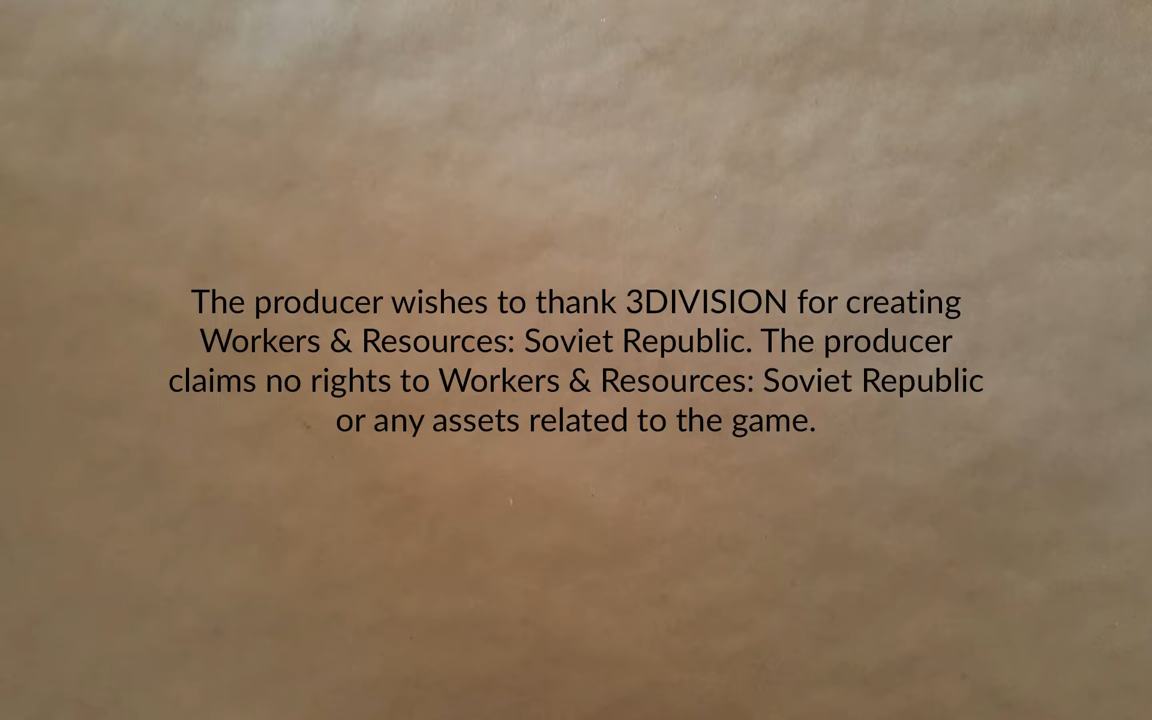 The producer wishes to thank 3DIVISION for creating
Workers & Resources: Soviet Republic. The producer
claims no rights to Workers & Resources: Soviet Republic
or any assets related to the game.